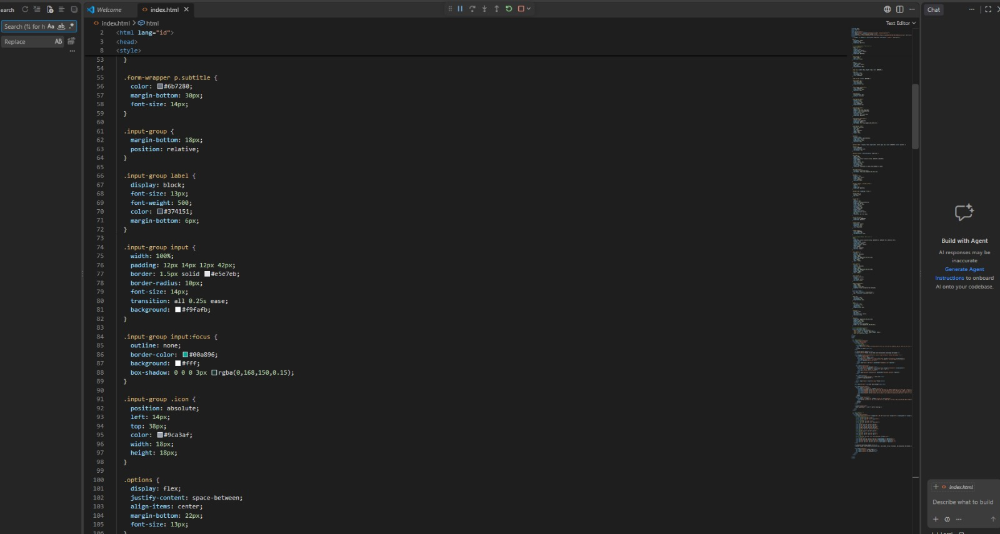 earch
Search (⇅ for h Aa ab .*
Replace AB
Welcome
index.html
index.html > html
Text Editor
2 <html lang="id">
3 <head>
8 <style>
53 }
54
55 .form-wrapper p.subtitle {
56 color: #6b7280;
57 margin-bottom: 30px;
58 font-size: 14px;
59 }
60
61 .input-group {
62 margin-bottom: 18px;
63 position: relative;
64 }
65
66 .input-group label {
67 display: block;
68 font-size: 13px;
69 font-weight: 500;
70 color: #374151;
71 margin-bottom: 6px;
72 }
73
74 .input-group input {
75 width: 100%;
76 padding: 12px 14px 12px 42px;
77 border: 1.5px solid #e5e7eb;
78 border-radius: 10px;
79 font-size: 14px;
80 transition: all 0.25s ease;
81 background: #f9fafb;
82 }
83
84 .input-group input:focus {
85 outline: none;
86 border-color: #00a896;
87 background: #fff;
88 box-shadow: 0 0 0 3px rgba(0,168,150,0.15);
89 }
90
91 .input-group .icon {
92 position: absolute;
93 left: 14px;
94 top: 38px;
95 color: #9ca3af;
96 width: 18px;
97 height: 18px;
98 }
99
100 .options {
101 display: flex;
102 justify-content: space-between;
103 align-items: center;
104 margin-bottom: 22px;
105 font-size: 13px;
106 }
Chat
Build with Agent
AI responses may be
inaccurate
Generate Agent
Instructions to onboard
AI onto your codebase.
index.html
Describe what to build